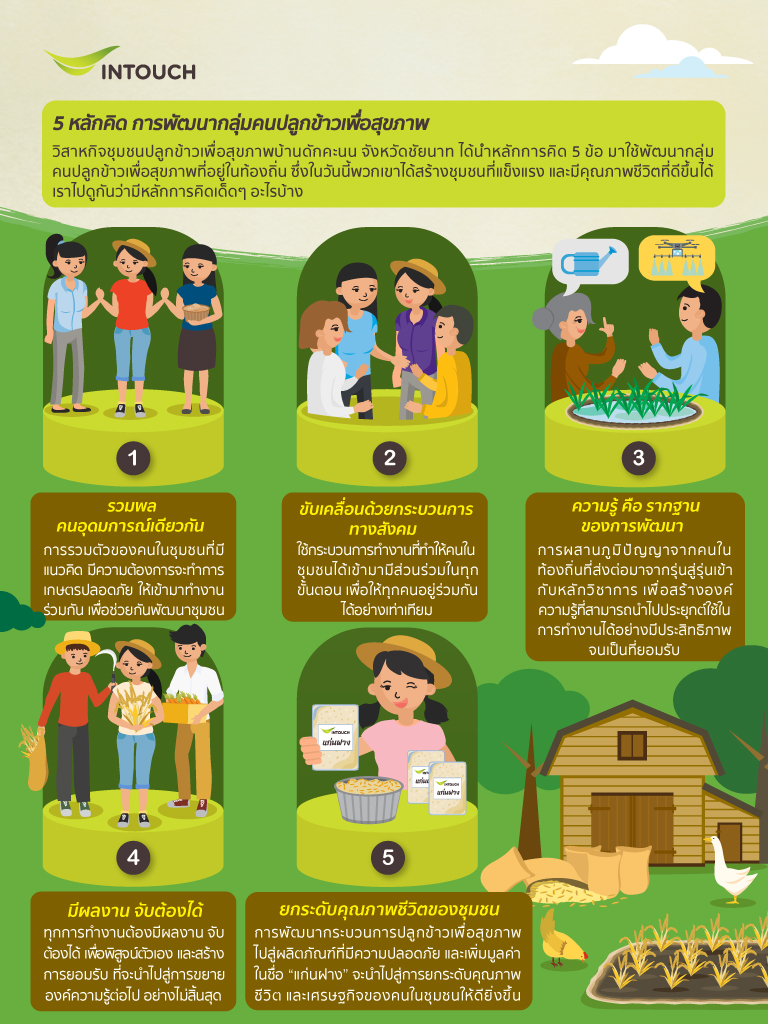 INTOUCH
5 หลักคิด การพัฒนากลุ่มคนปลูกข้าวเพื่อสุขภาพ
วิสาหกิจชุมชนปลูกข้าวเพื่อสุขภาพบ้านดักคะนน จังหวัดชัยนาท ได้นำหลักการคิด 5 ข้อ มาใช้พัฒนากลุ่ม
คนปลูกข้าวเพื่อสุขภาพที่อยู่ในท้องถิ่น ซึ่งในวันนี้พวกเขาได้สร้างชุมชนที่แข็งแรง และมีคุณภาพชีวิตที่ดีขึ้นได้
เราไปดูกันว่ามีหลักการคิดเด็ดๆ อะไรบ้าง
1
รวมพล
คนอุดมการณ์เดียวกัน
การรวมตัวของคนในชุมชนที่มี
แนวคิด มีความต้องการจะทำการ
เกษตรปลอดภัย ให้เข้ามาทำงาน
ร่วมกัน เพื่อช่วยกันพัฒนาชุมชน
2
ขับเคลื่อนด้วยกระบวนการ
ทางสังคม
ใช้กระบวนการทำงานที่ทำให้คนใน
ชุมชนได้เข้ามามีส่วนร่วมในทุก
ขั้นตอน เพื่อให้ทุกคนอยู่ร่วมกัน
ได้อย่างเท่าเทียม
3
ความรู้ คือ รากฐาน
ของการพัฒนา
การผสานภูมิปัญญาจากคนใน
ท้องถิ่นที่ส่งต่อมาจากรุ่นสู่รุ่นเข้า
กับหลักวิชาการ เพื่อสร้างองค์
ความรู้ที่สามารถนำไปประยุกต์ใช้ใน
การทำงานได้อย่างมีประสิทธิภาพ
จนเป็นที่ยอมรับ
4
มีผลงาน จับต้องได้
ทุกการทำงานต้องมีผลงาน จับ
ต้องได้ เพื่อพิสูจน์ตัวเอง และสร้าง
การยอมรับ ที่จะนำไปสู่การขยาย
องค์ความรู้ต่อไป อย่างไม่สิ้นสุด
INTOUCH
แก่นฝาง
INTOUCH
แก่นฝาง
5
ยกระดับคุณภาพชีวิตของชุมชน
การพัฒนากระบวนการปลูกข้าวเพื่อสุขภาพ
ไปสู่ผลิตภัณฑ์ที่มีความปลอดภัย และเพิ่มมูลค่า
ในชื่อ “แก่นฝาง” จะนำไปสู่การยกระดับคุณภาพ
ชีวิต และเศรษฐกิจของคนในชุมชนให้ดียิ่งขึ้น